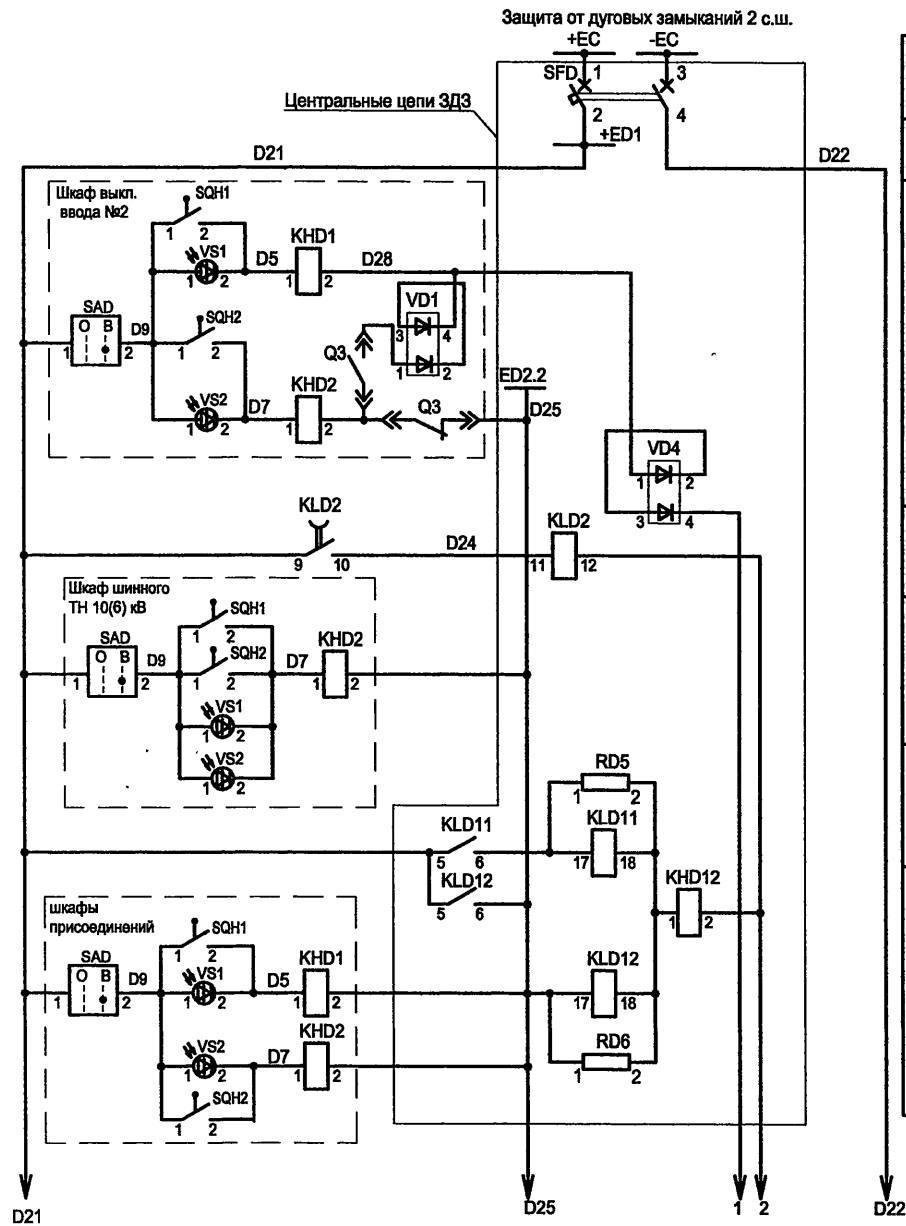 Защита от дуговых замыканий 2 с.ш.
+EC -EC
SFD 1 3
2 4
Центральные цепи ЗДЗ
+ED1
D21 D22
Шкаф выкл.
ввода №2
SQH1
1 2
VS1 D5 KHD1 D28
1 2 1 2
VD1
SAD
O B D9
1 2
SQH2
1 2
3 4
1 2
Q3
ED2.2
VS2 D7 KHD2 Q3 D25
1 2 1 2
VD4
1 2
3 4
KLD2
9 10
D24
KLD2
11 12
Шкаф шинного
ТН 10(6) кВ
SQH1
1 2
SAD
O B D9
1 2
SQH2
1 2
D7 KHD2
1 2
VS1
1 2
VS2
1 2
RD5
1 2
KLD11
5 6
KLD11
17 18
KLD12
5 6
KHD12
1 2
шкафы
присоединений
SQH1
1 2
SAD
O B D9
1 2
VS1 D5 KHD1
1 2 1 2
KLD12
17 18
VS2 D7 KHD2
1 2 1 2
RD6
1 2
SQH2
1 2
D21 D25 1 2 D22